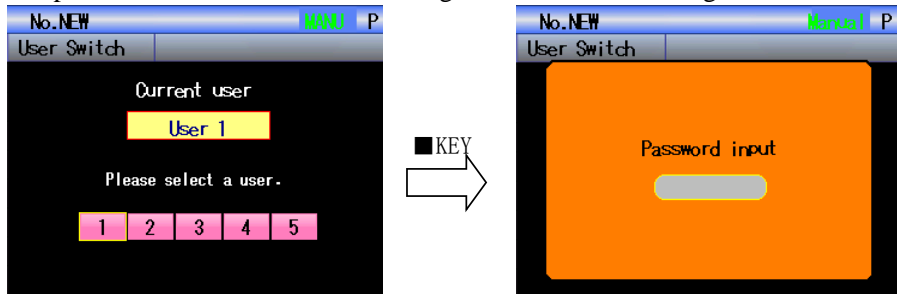 No.NEW MANU P
User Switch
Current user
User 1
Please select a user.
1 2 3 4 5
■KEY
No.NEW Manual P
User Switch
Password input